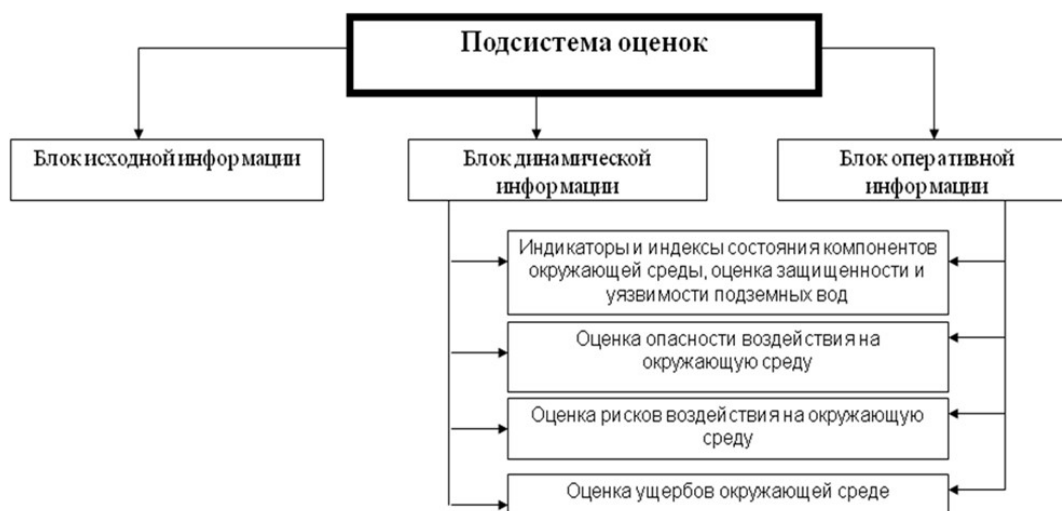 Подсистема оценок
Блок исходной информации
Блок динамической
информации
Блок оперативной
информации
Индикаторы и индексы состояния компонентов
окружающей среды, оценка защищенности и
уязвимости подземных вод
Оценка опасности воздействия на
окружающую среду
Оценка рисков воздействия на окружающую
среду
Оценка ущербов окружающей среде